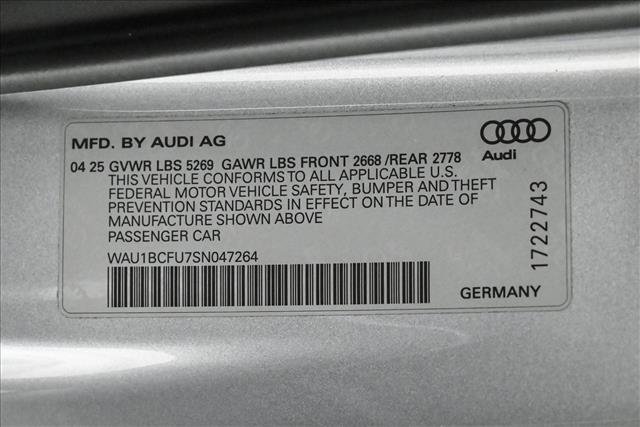 MFD. BY AUDI AG
Audi
04 25 GVWR LBS 5269 GAWR LBS FRONT 2668 /REAR 2778
THIS VEHICLE CONFORMS TO ALL APPLICABLE U.S.
FEDERAL MOTOR VEHICLE SAFETY, BUMPER AND THEFT
PREVENTION STANDARDS IN EFFECT ON THE DATE OF
MANUFACTURE SHOWN ABOVE
PASSENGER CAR
WAU1BCFU7SN047264
GERMANY
1722743